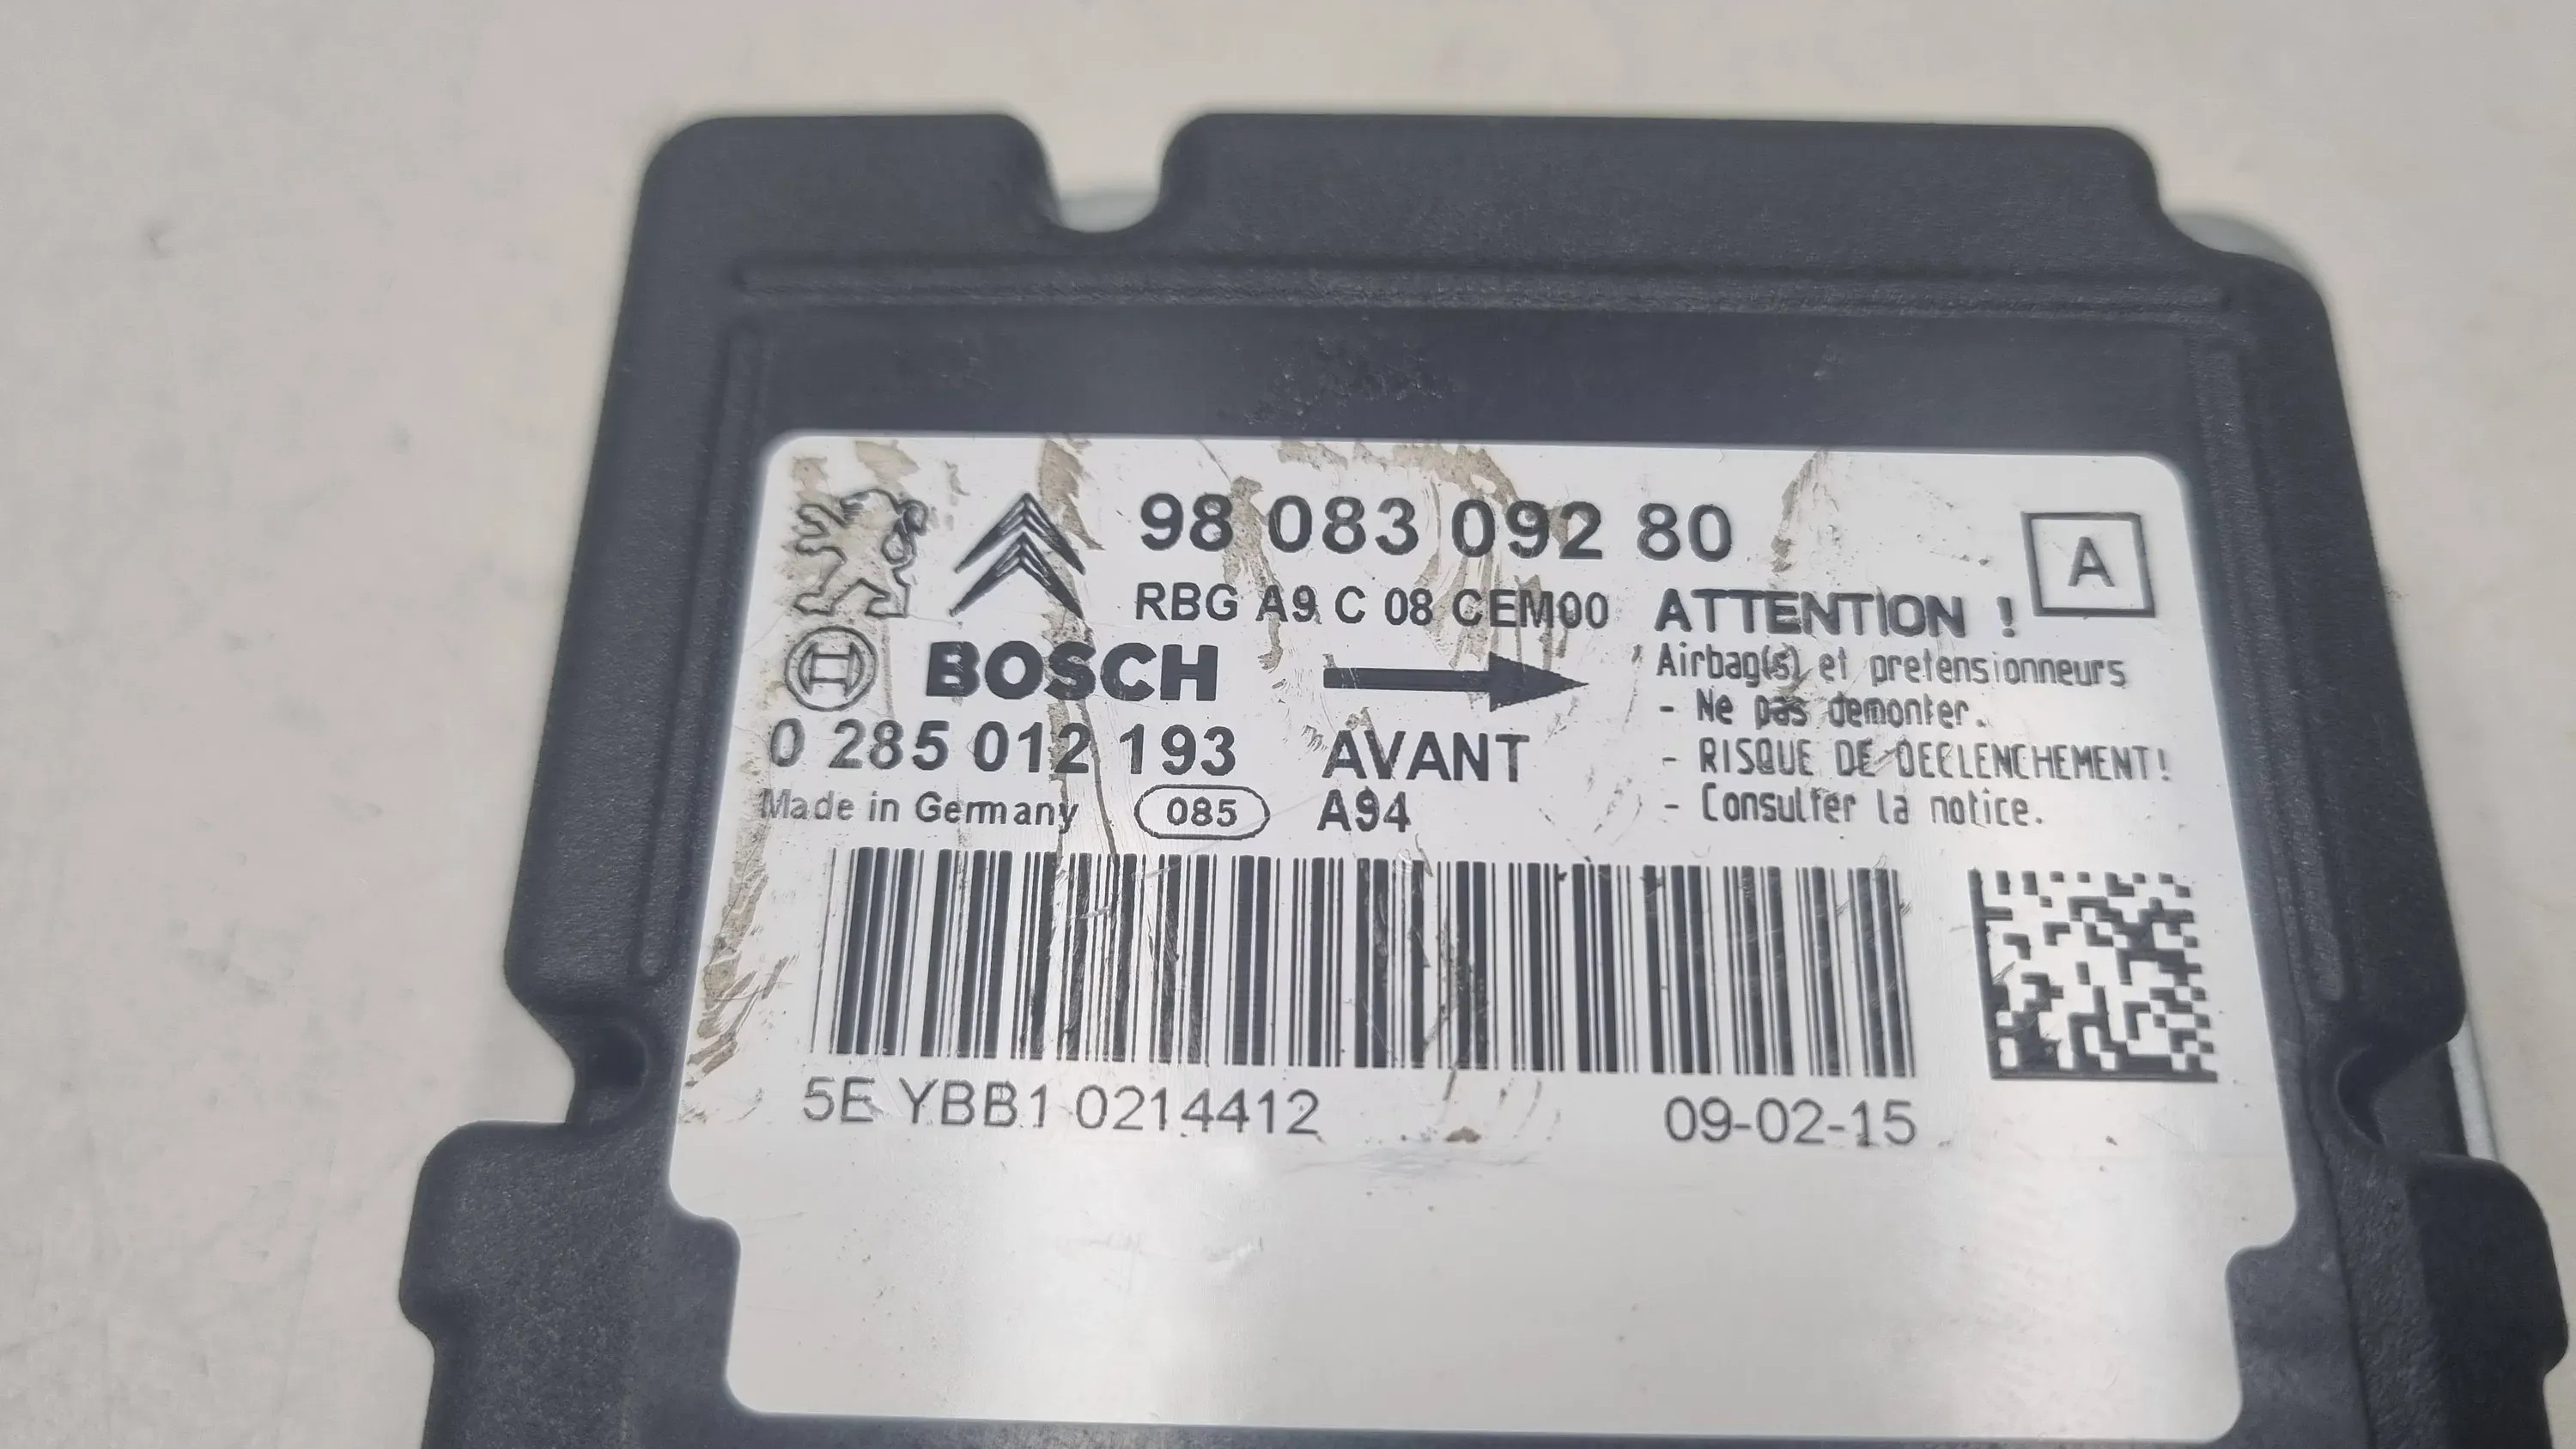 98 083 092 80
A
RBG A9 C 08 CEM00
ATTENTION !
BOSCH
Airbag(s) et pretensionneurs
- Ne pas demonter.
0 285 012 193
AVANT
- RISQUE DE DECLENCHEMENT!
Made in Germany
085
A94
- Consulter la notice.
5E YBB1 0214412
09-02-15